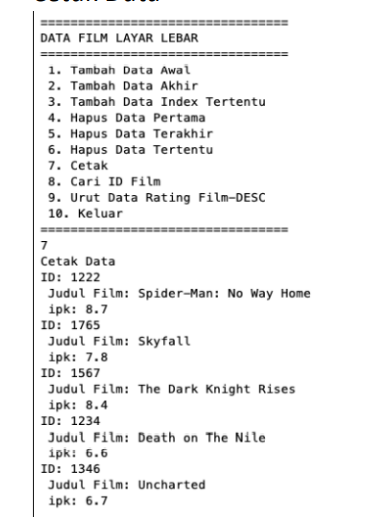 ==================================
DATA FILM LAYAR LEBAR
==================================
1. Tambah Data Awal
2. Tambah Data Akhir
3. Tambah Data Index Tertentu
4. Hapus Data Pertama
5. Hapus Data Terakhir
6. Hapus Data Tertentu
7. Cetak
8. Cari ID Film
9. Urut Data Rating Film-DESC
10. Keluar
==================================
7
Cetak Data
ID: 1222
Judul Film: Spider-Man: No Way Home
ipk: 8.7
ID: 1765
Judul Film: Skyfall
ipk: 7.8
ID: 1567
Judul Film: The Dark Knight Rises
ipk: 8.4
ID: 1234
Judul Film: Death on The Nile
ipk: 6.6
ID: 1346
Judul Film: Uncharted
ipk: 6.7